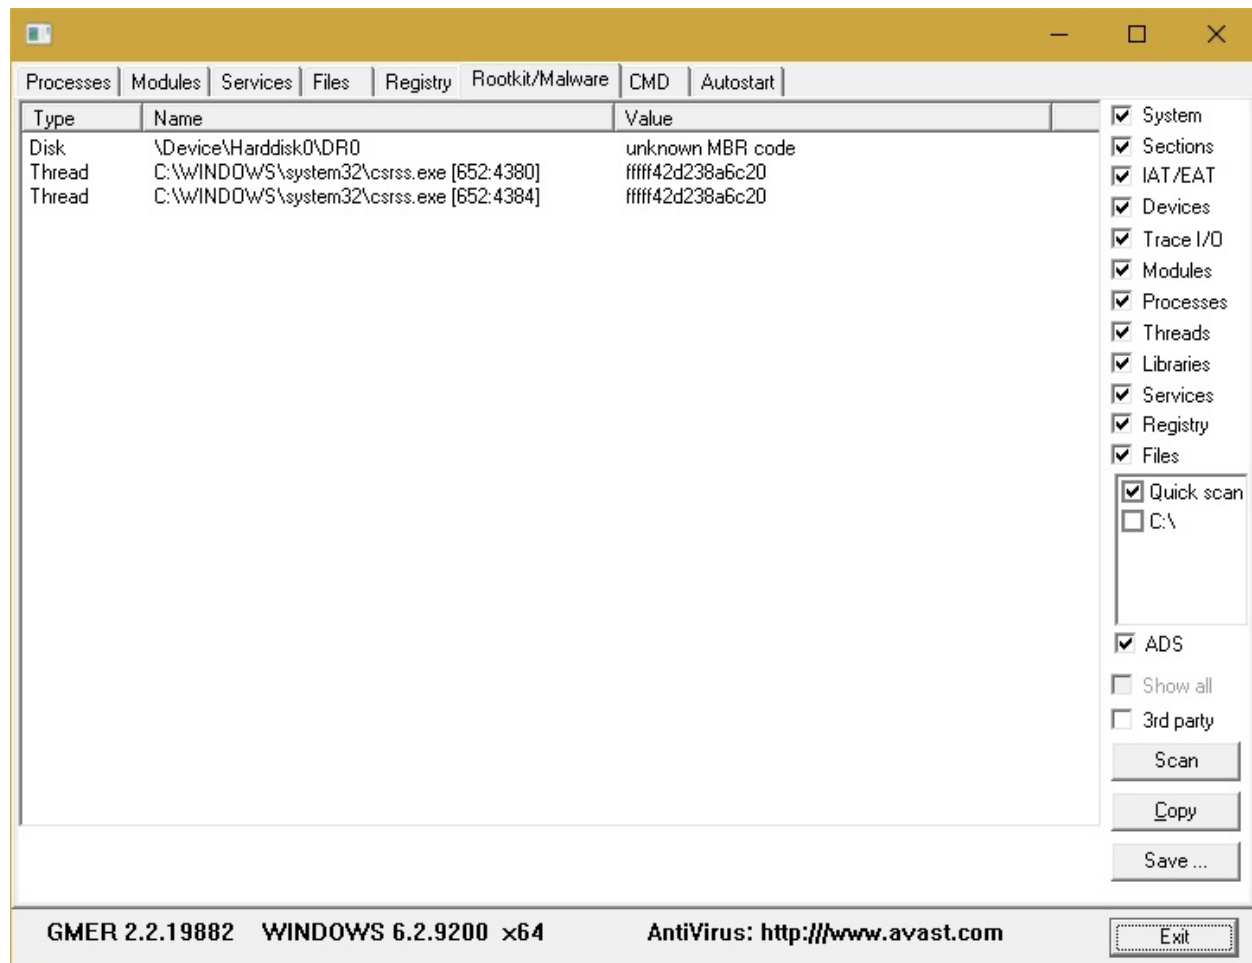 Processes Modules Services Files Registry Rootkit/Malware CMD Autostart
Type Name Value
Disk \Device\Harddisk0\DR0 unknown MBR code
Thread C:\WINDOWS\system32\csrss.exe [652:4380] fffff42d238a6c20
Thread C:\WINDOWS\system32\csrss.exe [652:4384] fffff42d238a6c20
System
Sections
IAT/EAT
Devices
Trace I/O
Modules
Processes
Threads
Libraries
Services
Registry
Files
Quick scan
C:\
ADS
Show all
3rd party
Scan
Copy
Save ...
GMER 2.2.19882 WINDOWS 6.2.9200 x64 AntiVirus: http:///www.avast.com
Exit